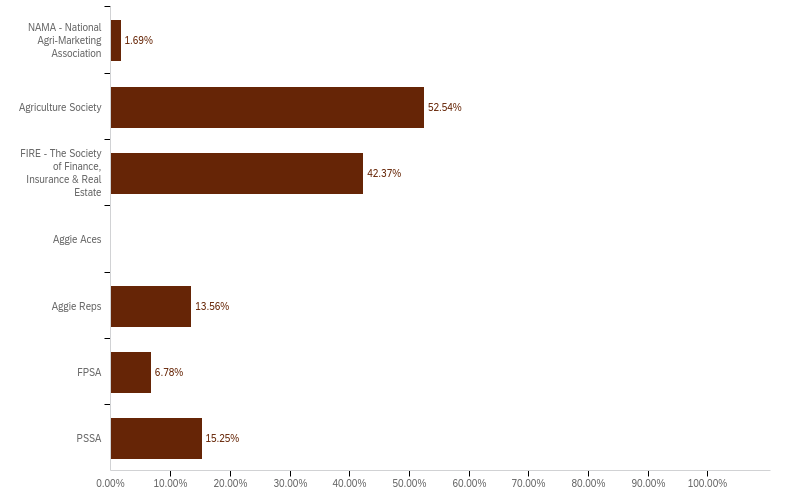 NAMA - National
Agri-Marketing
Association
1.69%
Agriculture Society
52.54%
FIRE - The Society
of Finance,
Insurance & Real
Estate
42.37%
Aggie Aces
Aggie Reps
13.56%
FPSA
6.78%
PSSA
15.25%
0.00% 10.00% 20.00% 30.00% 40.00% 50.00% 60.00% 70.00% 80.00% 90.00% 100.00%